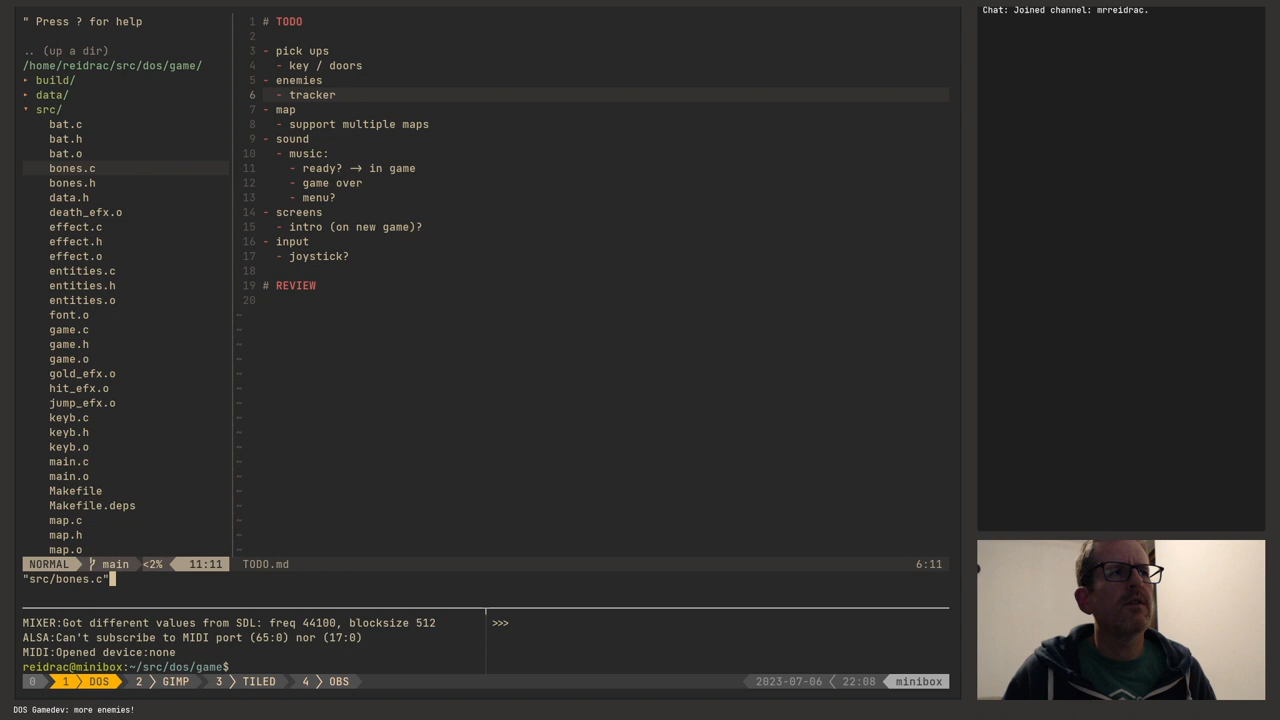 " Press ? for help
.. (up a dir)
/home/reidrac/src/dos/game/
▸ build/
▸ data/
▾ src/
bat.c
bat.h
bat.o
bones.c
bones.h
data.h
death_efx.o
effect.c
effect.h
effect.o
entities.c
entities.h
entities.o
font.o
game.c
game.h
game.o
gold_efx.o
hit_efx.o
jump_efx.o
keyb.c
keyb.h
keyb.o
main.c
main.o
Makefile
Makefile.deps
map.c
map.h
map.o
NORMAL main <2% 11:11
"src/bones.c"
1 # TODO
2
3 - pick ups
4 - key / doors
5 - enemies
6 - tracker
7 - map
8 - support multiple maps
9 - sound
10 - music:
11 - ready? → in game
12 - game over
13 - menu?
14 - screens
15 - intro (on new game)?
16 - input
17 - joystick?
18
19 # REVIEW
20
TODO.md 6:11
MIXER:Got different values from SDL: freq 44100, blocksize 512
ALSA:Can't subscribe to MIDI port (65:0) nor (17:0)
MIDI:Opened device:none
reidrac@minibox:~/src/dos/game$
>>>
0 1 DOS 2 GIMP 3 TILED 4 OBS 2023-07-06 22:08 minibox
DOS Gamedev: more enemies!
Chat: Joined channel: mrreidrac.